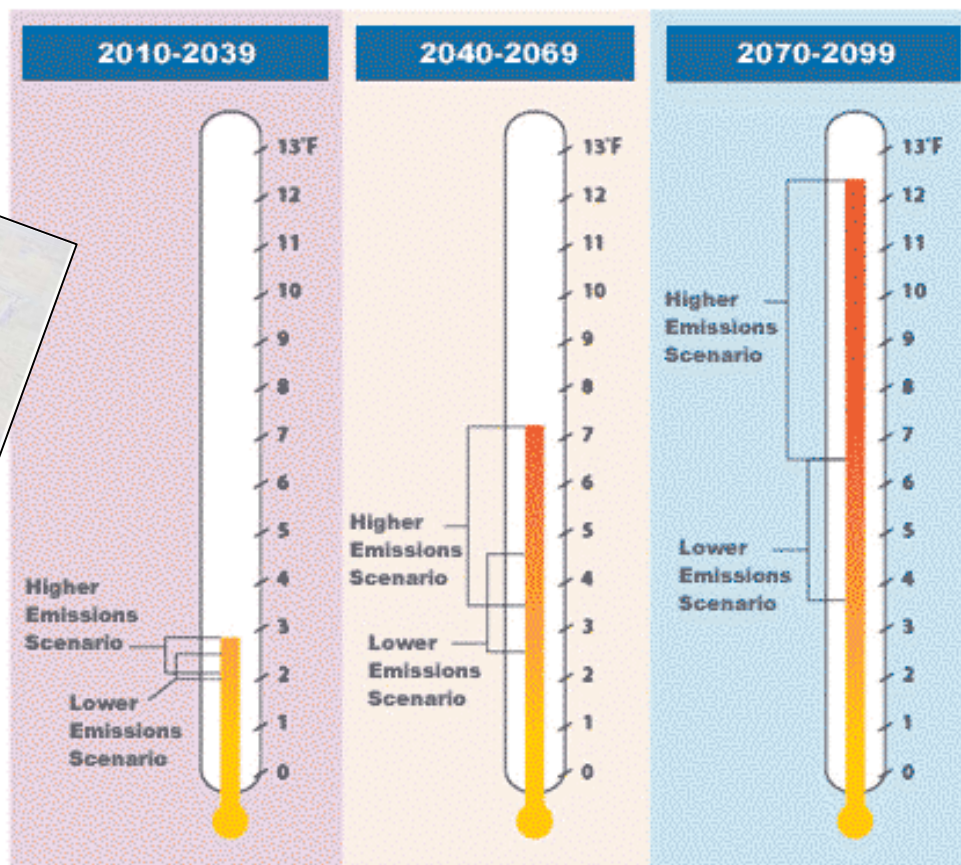 2010-2039
13°F
12
11
10
9
8
7
6
5
4
3
2
1
0
Higher
Emissions
Scenario
Lower
Emissions
Scenario
2040-2069
13°F
12
11
10
9
8
7
6
5
4
3
2
1
0
Higher
Emissions
Scenario
Lower
Emissions
Scenario
2070-2099
13°F
12
11
10
9
8
7
6
5
4
3
2
1
0
Higher
Emissions
Scenario
Lower
Emissions
Scenario